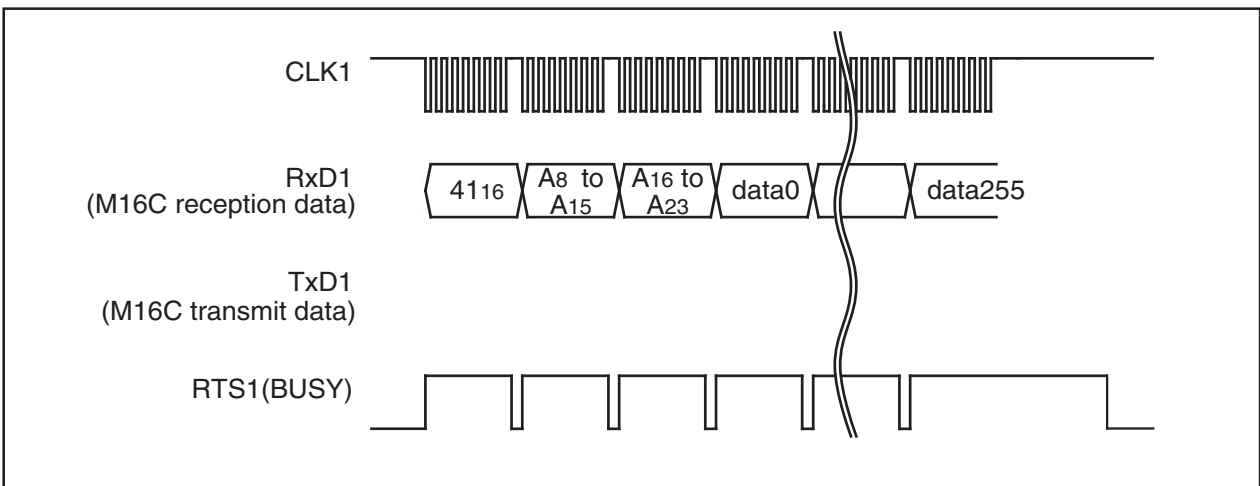 CLK1
RxD1
(M16C reception data)
4116
A8 to
A15
A16 to
A23
data0
data255
TxD1
(M16C transmit data)
RTS1(BUSY)